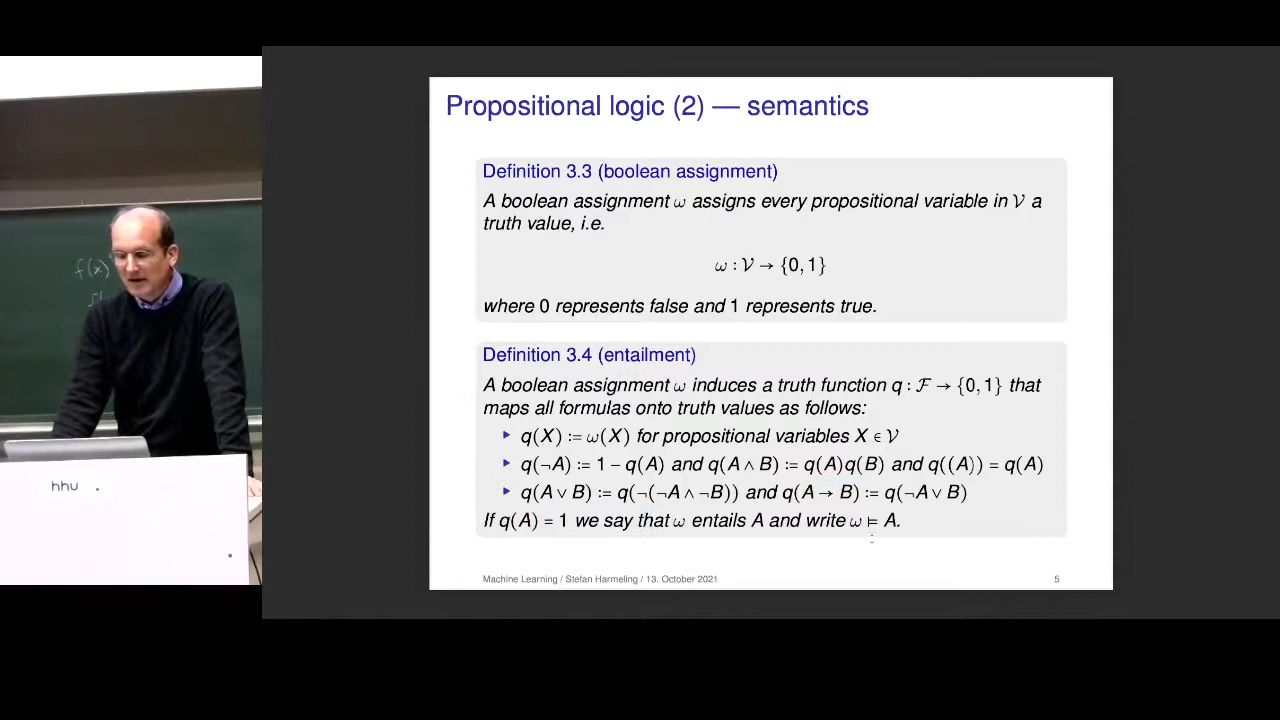 Propositional logic (2) — semantics
Definition 3.3 (boolean assignment)
A boolean assignment ω assigns every propositional variable in 𝒱 a
truth value, i.e.
ω : 𝒱 → {0, 1}
where 0 represents false and 1 represents true.
Definition 3.4 (entailment)
A boolean assignment ω induces a truth function q : ℱ → {0, 1} that
maps all formulas onto truth values as follows:
‣ q(X) := ω(X) for propositional variables X ∈ 𝒱
‣ q(¬A) := 1 − q(A) and q(A ∧ B) := q(A)q(B) and q((A)) = q(A)
‣ q(A ∨ B) := q(¬(¬A ∧ ¬B)) and q(A → B) := q(¬A ∨ B)
If q(A) = 1 we say that ω entails A and write ω ⊨ A.
Machine Learning / Stefan Harmeling / 13. October 2021
5
f(x)
hhu .